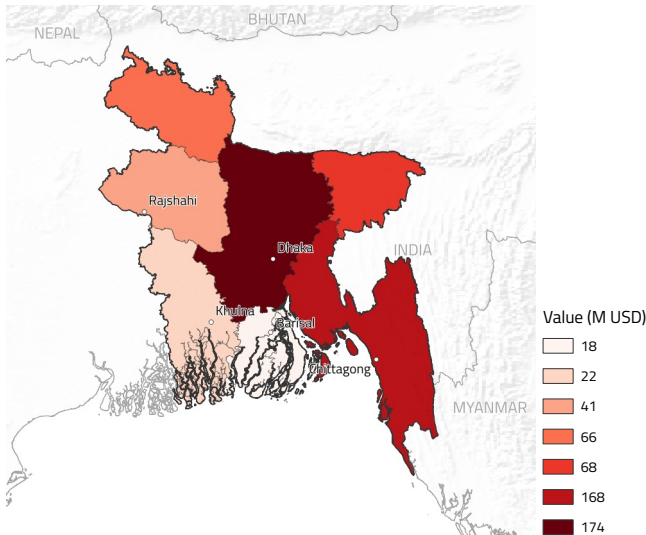 NEPAL
BHUTAN
Rajshahi
Dhaka
INDIA
Khulna
Barisal
Chittagong
MYANMAR
Value (M USD)
18
22
41
66
68
168
174